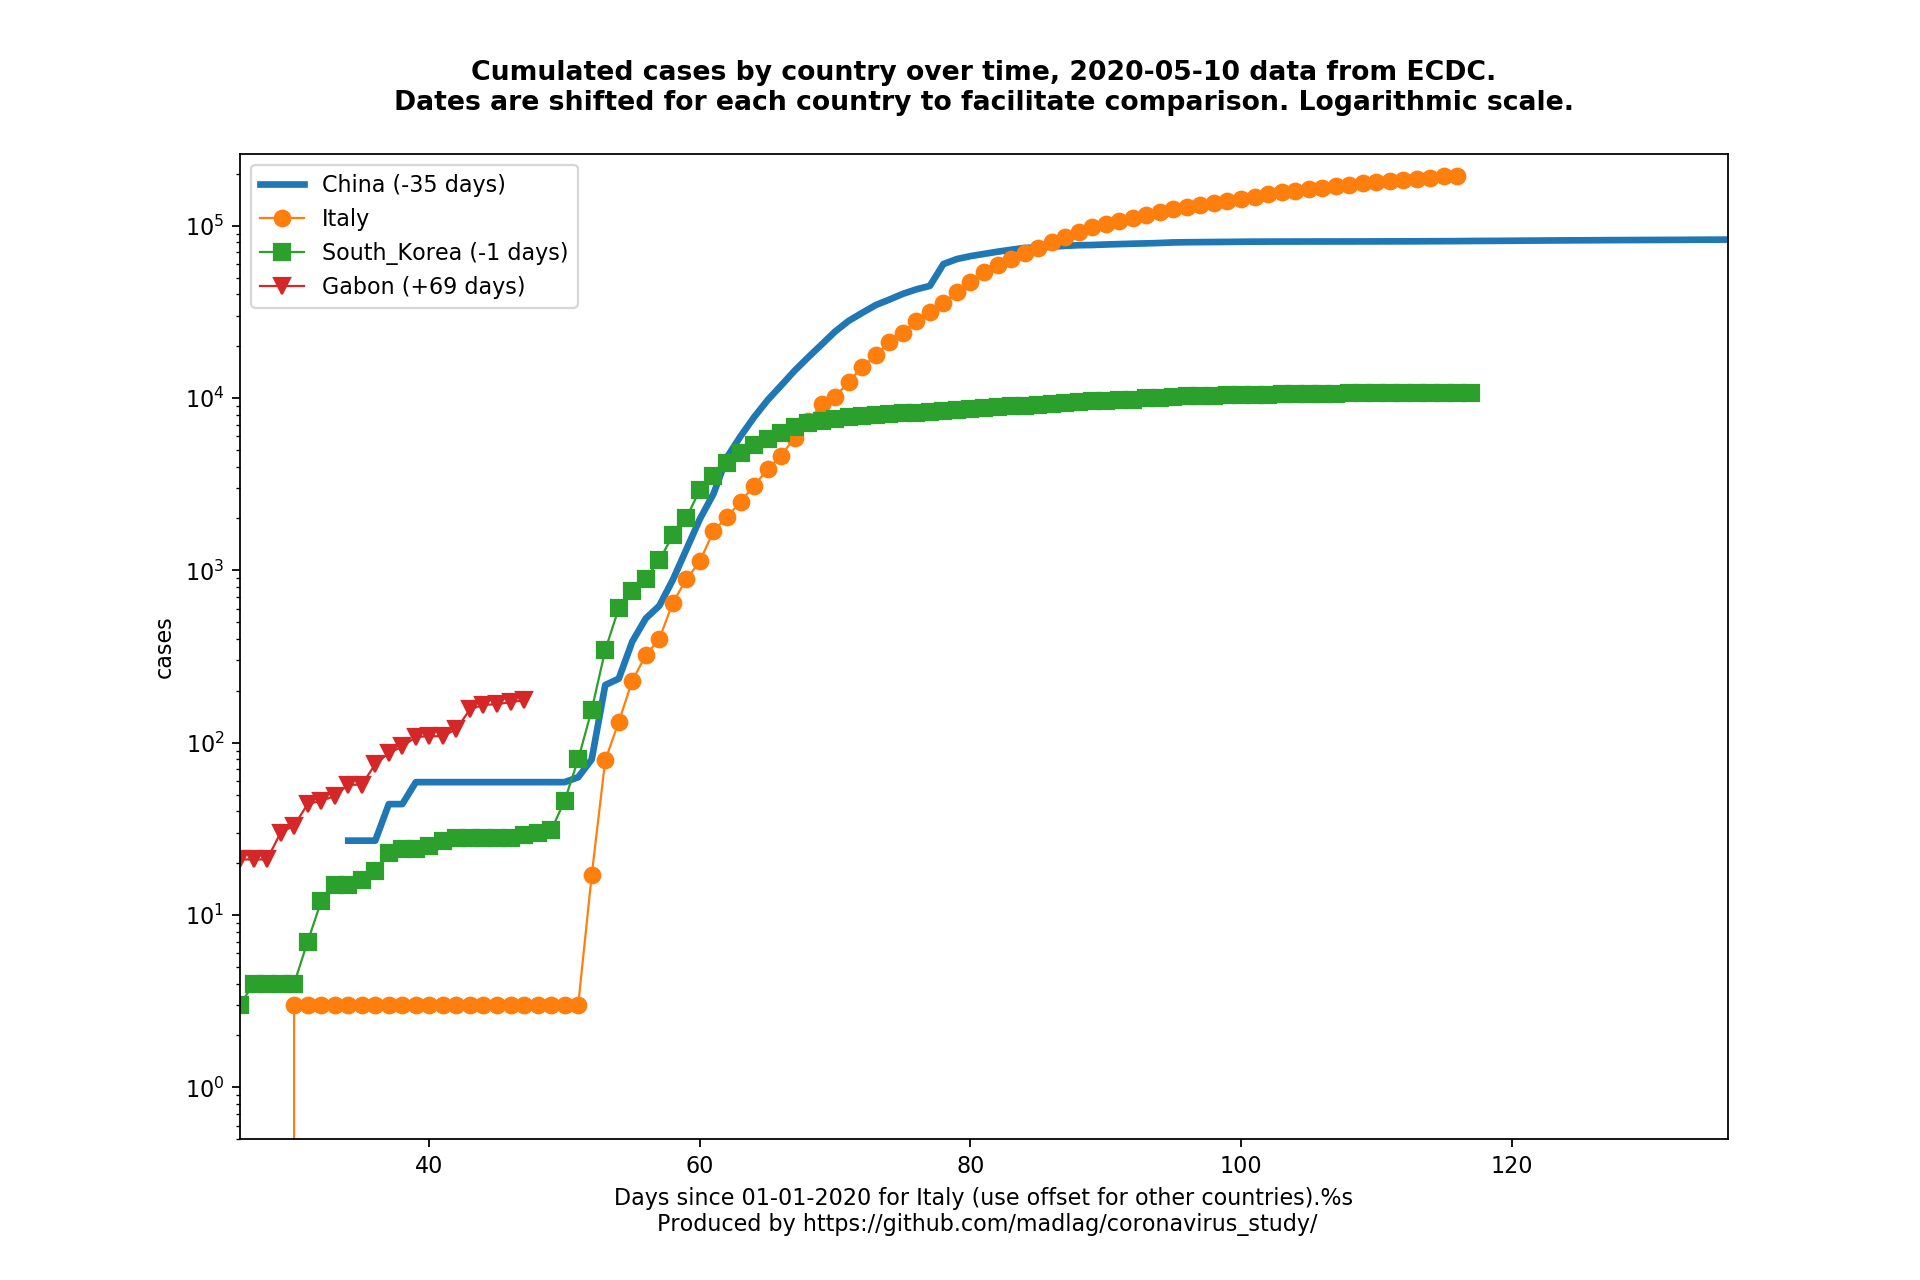 Cumulated cases by country over time, 2020-05-10 data from ECDC.
Dates are shifted for each country to facilitate comparison. Logarithmic scale.
China (-35 days)
Italy
South_Korea (-1 days)
Gabon (+69 days)
10^5
10^4
10^3
10^2
10^1
10^0
cases
40 60 80 100 120
Days since 01-01-2020 for Italy (use offset for other countries).%s
Produced by https://github.com/madlag/coronavirus_study/